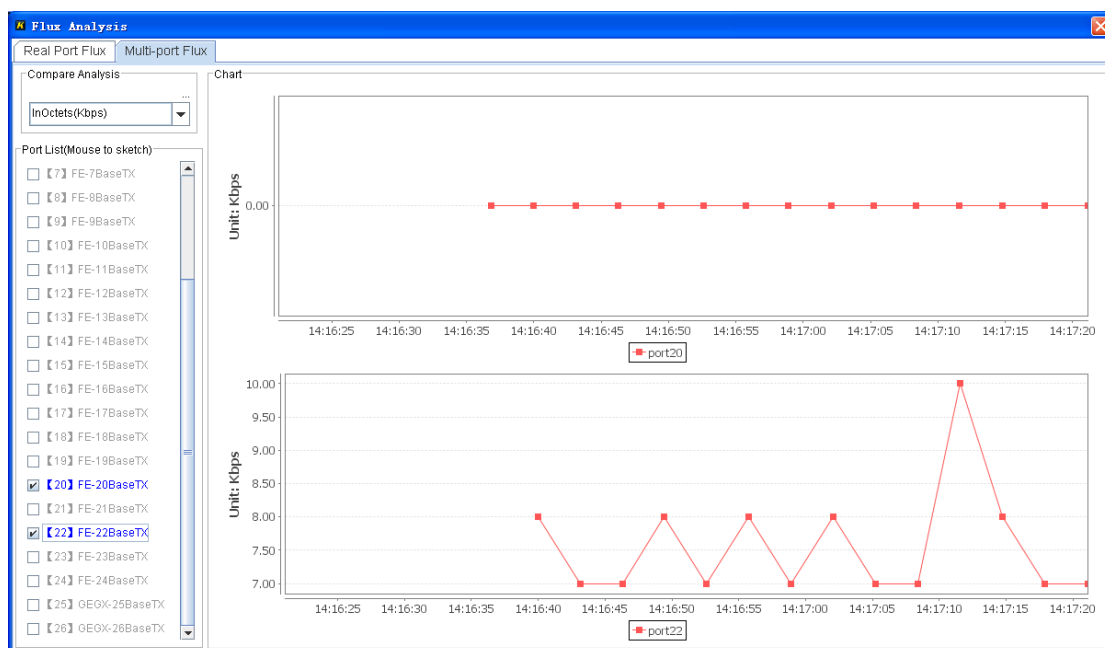 Flux Analysis
Real Port Flux
Multi-port Flux
Compare Analysis
...
InOctets(Kbps)
Port List(Mouse to sketch)
【7】FE-7BaseTX
【8】FE-8BaseTX
【9】FE-9BaseTX
【10】FE-10BaseTX
【11】FE-11BaseTX
【12】FE-12BaseTX
【13】FE-13BaseTX
【14】FE-14BaseTX
【15】FE-15BaseTX
【16】FE-16BaseTX
【17】FE-17BaseTX
【18】FE-18BaseTX
【19】FE-19BaseTX
【20】FE-20BaseTX
【21】FE-21BaseTX
【22】FE-22BaseTX
【23】FE-23BaseTX
【24】FE-24BaseTX
【25】GEGX-25BaseTX
【26】GEGX-26BaseTX
Chart
Unit: Kbps
0.00
14:16:25 14:16:30 14:16:35 14:16:40 14:16:45 14:16:50 14:16:55 14:17:00 14:17:05 14:17:10 14:17:15 14:17:20
port20
Unit: Kbps
10.00
9.50
9.00
8.50
8.00
7.50
7.00
14:16:25 14:16:30 14:16:35 14:16:40 14:16:45 14:16:50 14:16:55 14:17:00 14:17:05 14:17:10 14:17:15 14:17:20
port22